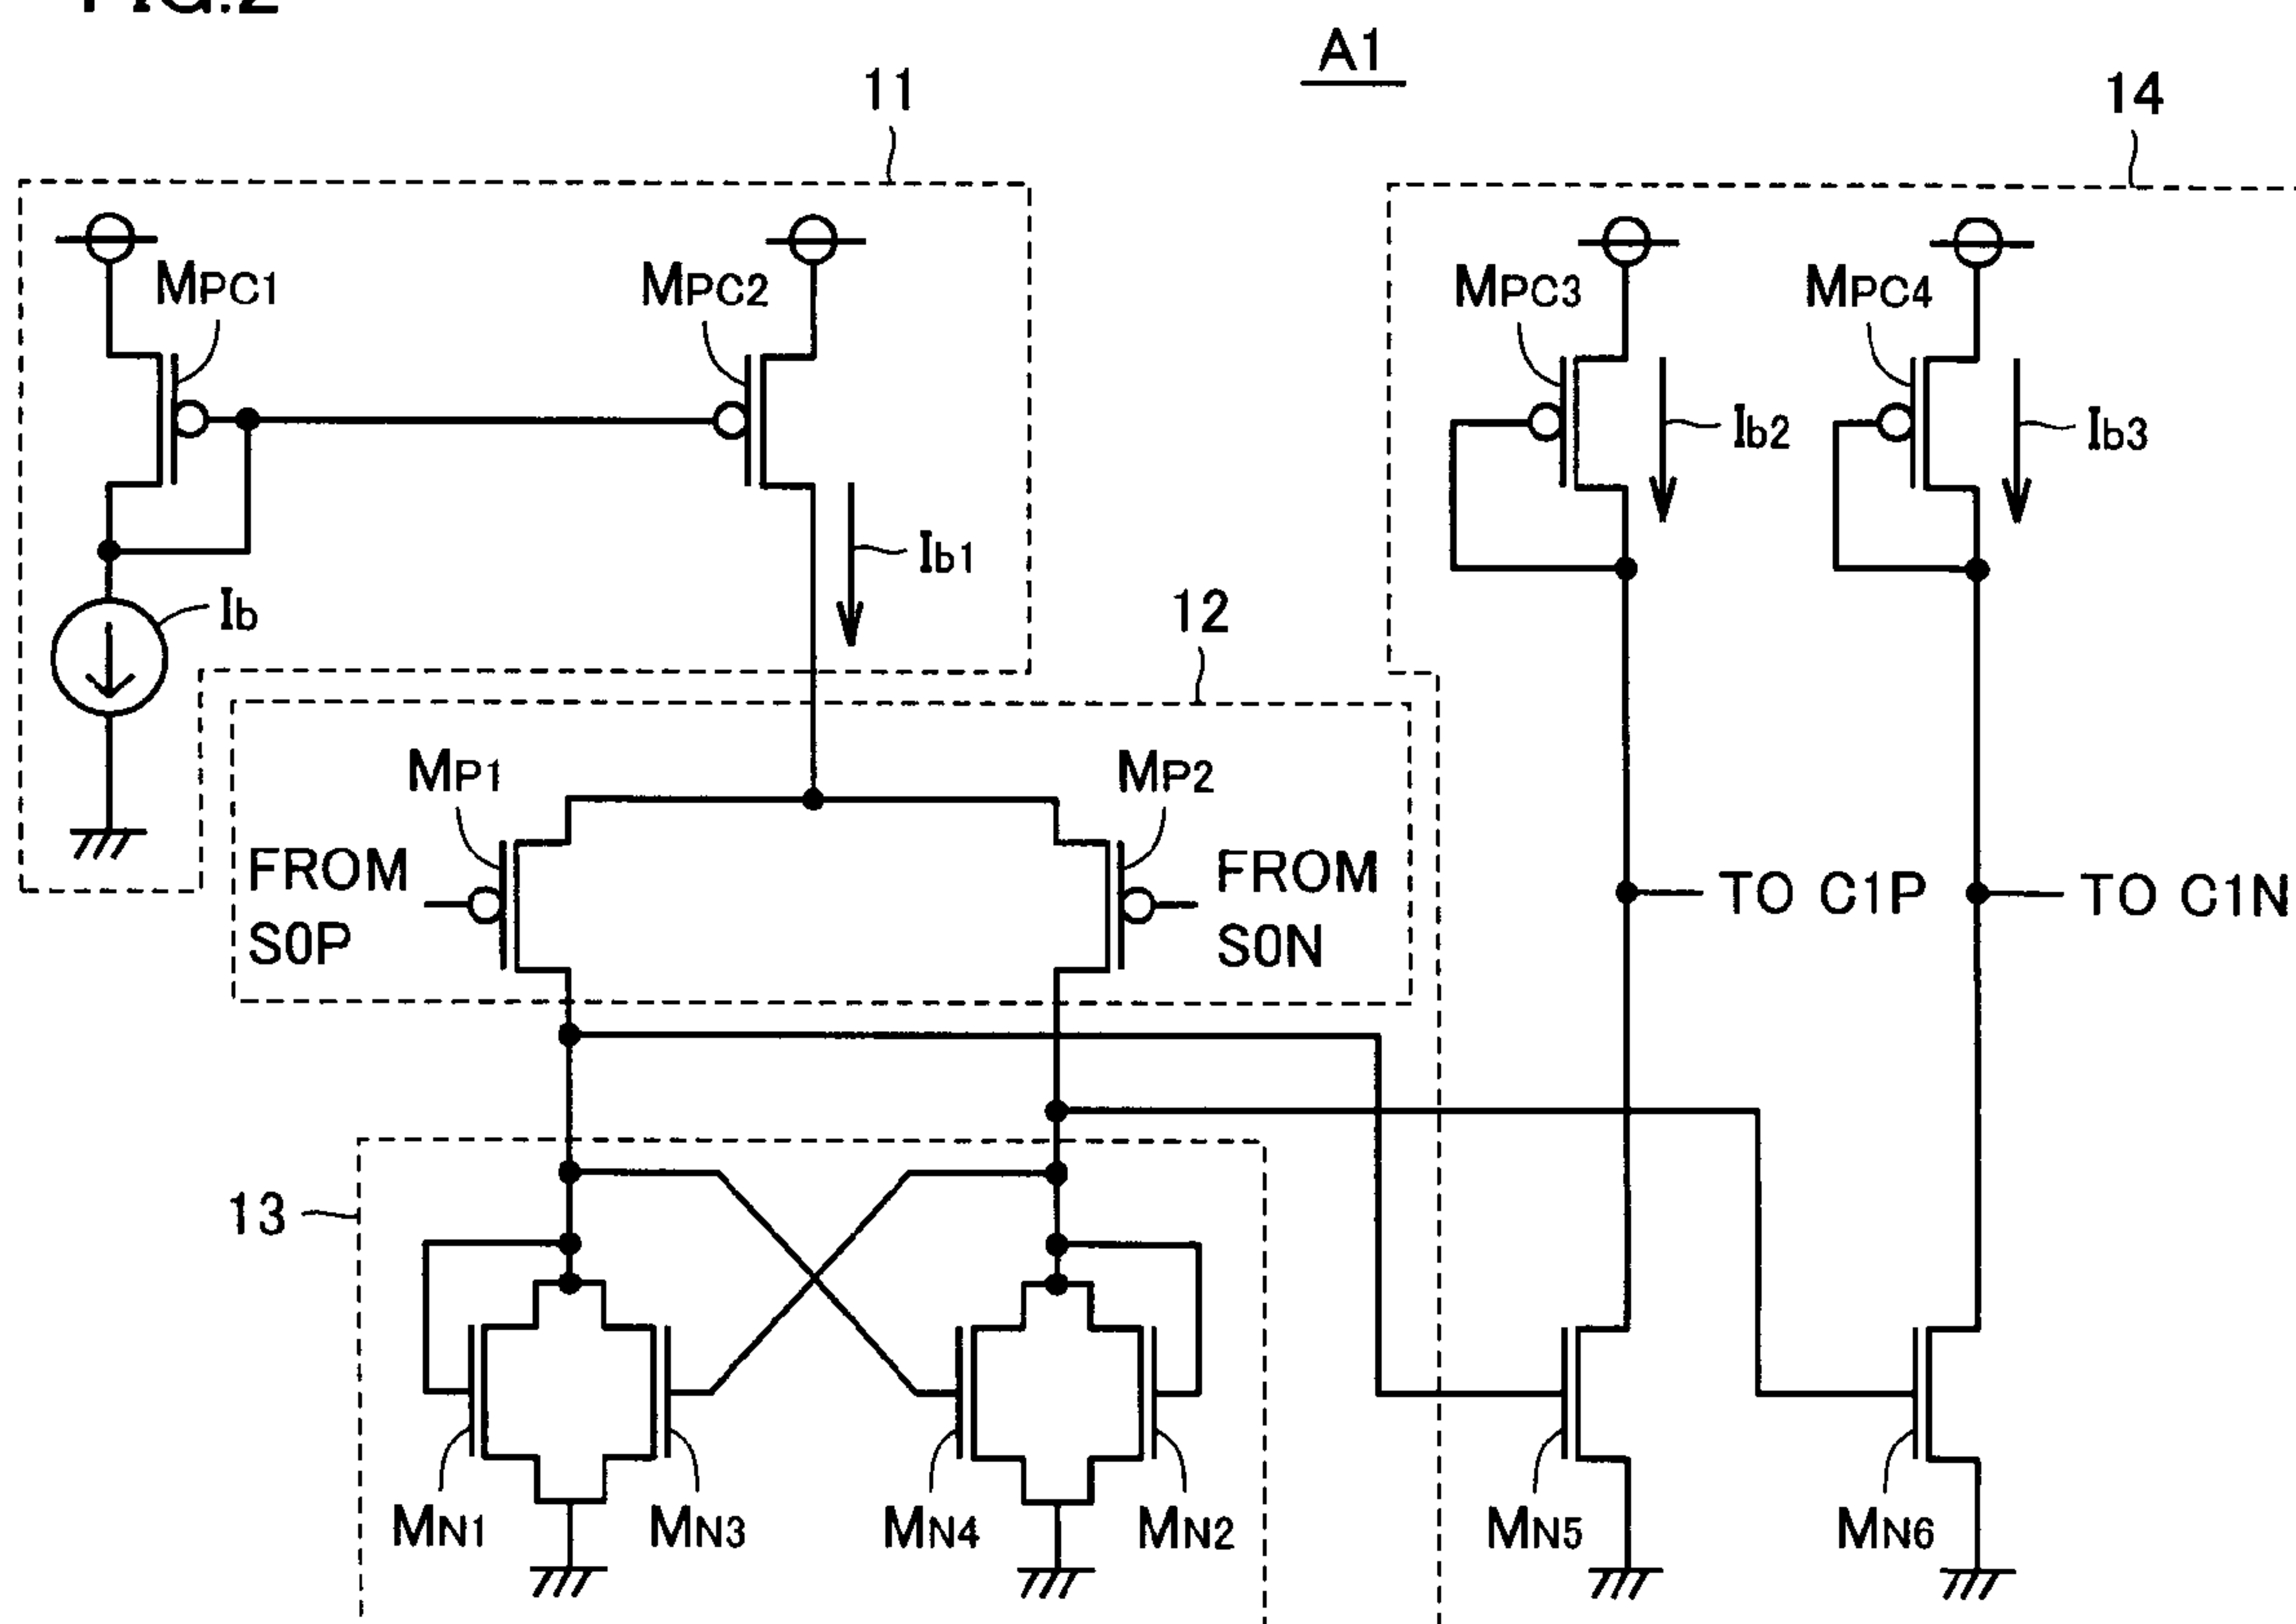 FIG.2
A1
11
14
MPC1
MPC2
MPC3
MPC4
Ib2
Ib3
Ib1
Ib
12
MP1
MP2
FROM
S0P
FROM
S0N
TO C1P
TO C1N
13
MN1
MN3
MN4
MN2
MN5
MN6